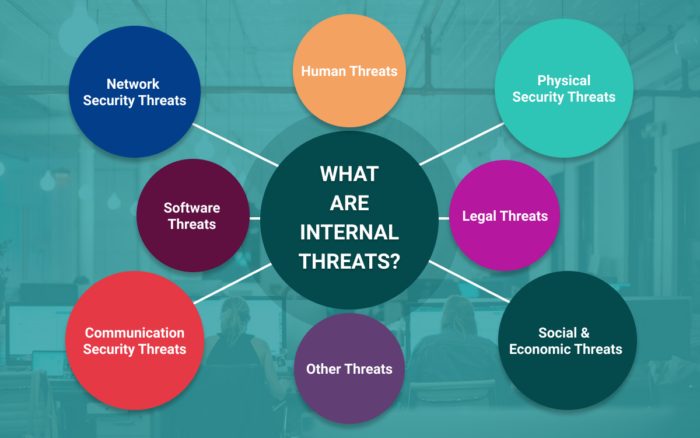 Human Threats
Network
Security Threats
Physical
Security Threats
WHAT
ARE
INTERNAL
THREATS?
Software
Threats
Legal Threats
Communication
Security Threats
Social &
Economic Threats
Other Threats